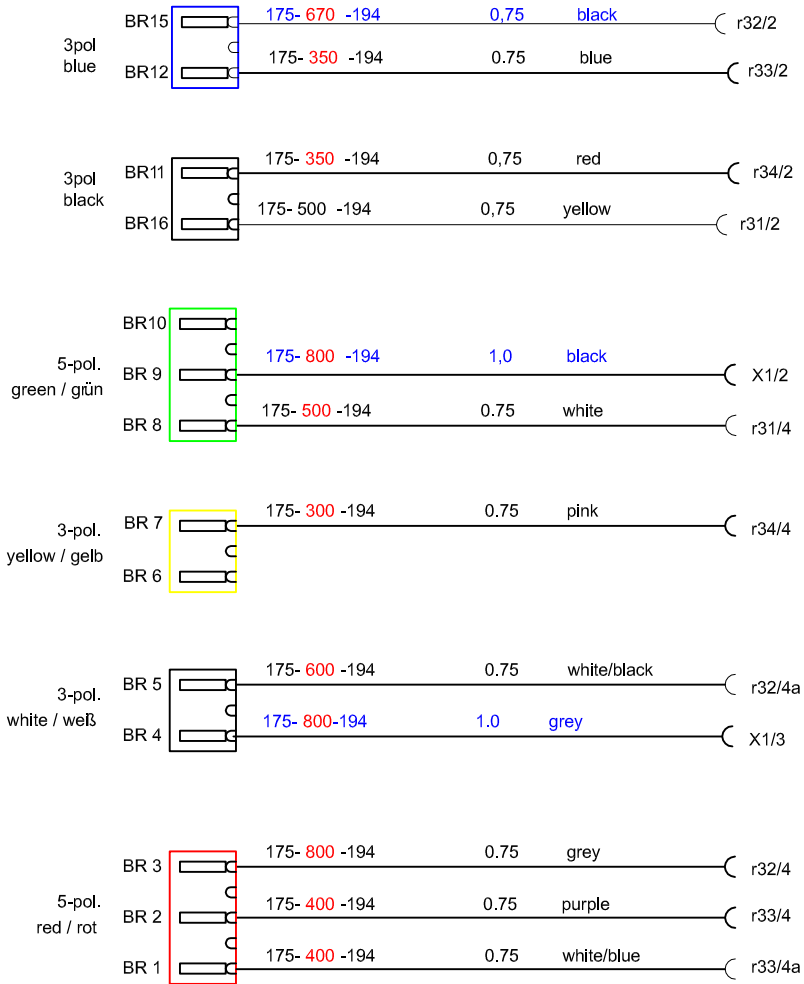 BR15 175- 670 -194 0,75 black r32/2
3pol
blue
BR12 175- 350 -194 0.75 blue r33/2
BR11 175- 350 -194 0,75 red r34/2
3pol
black
BR16 175- 500 -194 0,75 yellow r31/2
BR10
5-pol.
green / grün
BR 9 175- 800 -194 1,0 black X1/2
BR 8 175- 500 -194 0.75 white r31/4
BR 7 175- 300 -194 0.75 pink r34/4
3-pol.
yellow / gelb
BR 6
BR 5 175- 600 -194 0.75 white/black r32/4a
3-pol.
white / weiß
BR 4 175- 800-194 1.0 grey X1/3
BR 3 175- 800 -194 0.75 grey r32/4
5-pol.
red / rot
BR 2 175- 400 -194 0.75 purple r33/4
BR 1 175- 400 -194 0.75 white/blue r33/4a